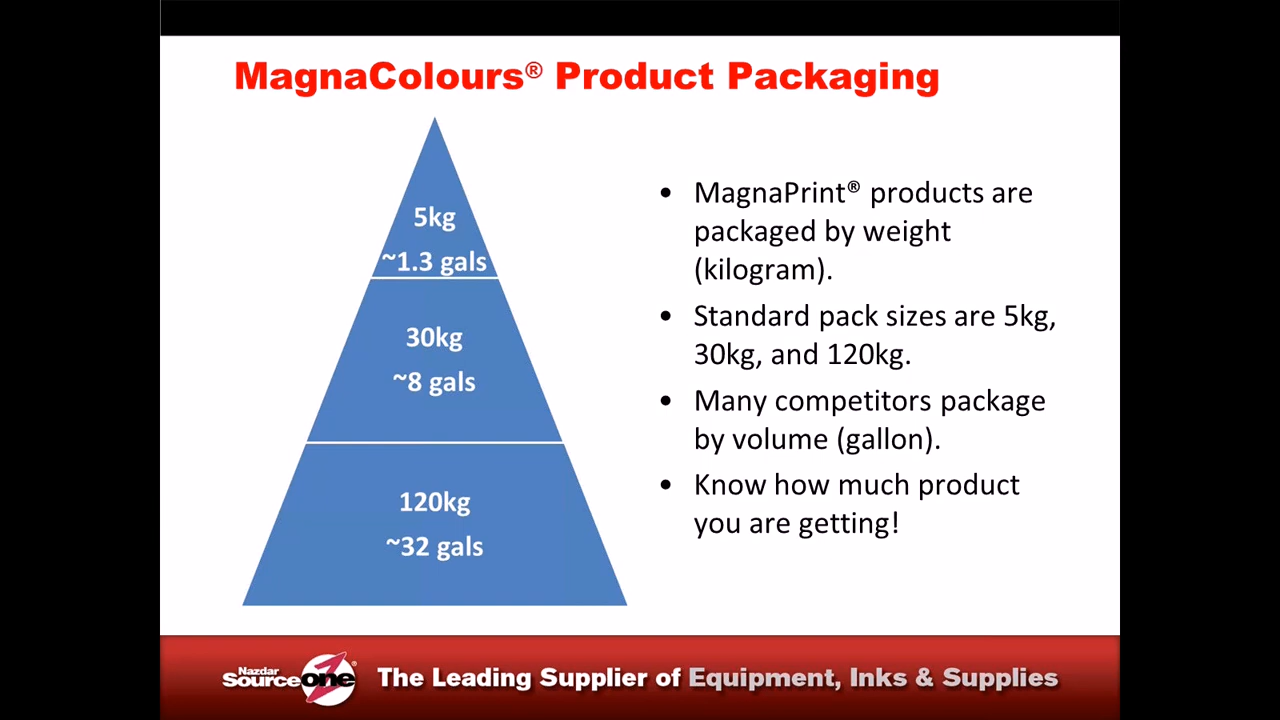 MagnaColours® Product Packaging
5kg
~1.3 gals
30kg
~8 gals
120kg
~32 gals
• MagnaPrint® products are
packaged by weight
(kilogram).
• Standard pack sizes are 5kg,
30kg, and 120kg.
• Many competitors package
by volume (gallon).
• Know how much product
you are getting!
Nazdar
sourceone®
The Leading Supplier of Equipment, Inks & Supplies